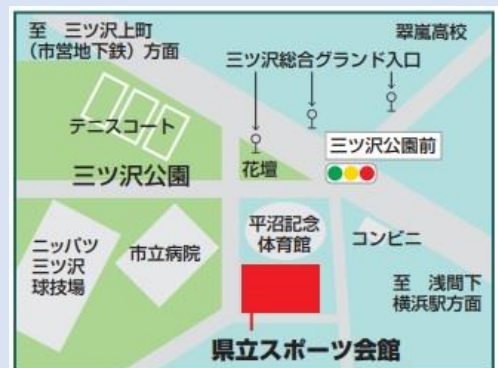 至 三ツ沢上町
(市営地下鉄)方面
翠嵐高校
三ツ沢総合グランド入口
テニスコート
三ツ沢公園前
三ツ沢公園
花壇
ニッパツ
三ツ沢
球技場
市立病院
平沼記念
体育館
コンビニ
至 浅間下
横浜駅方面
県立スポーツ会館